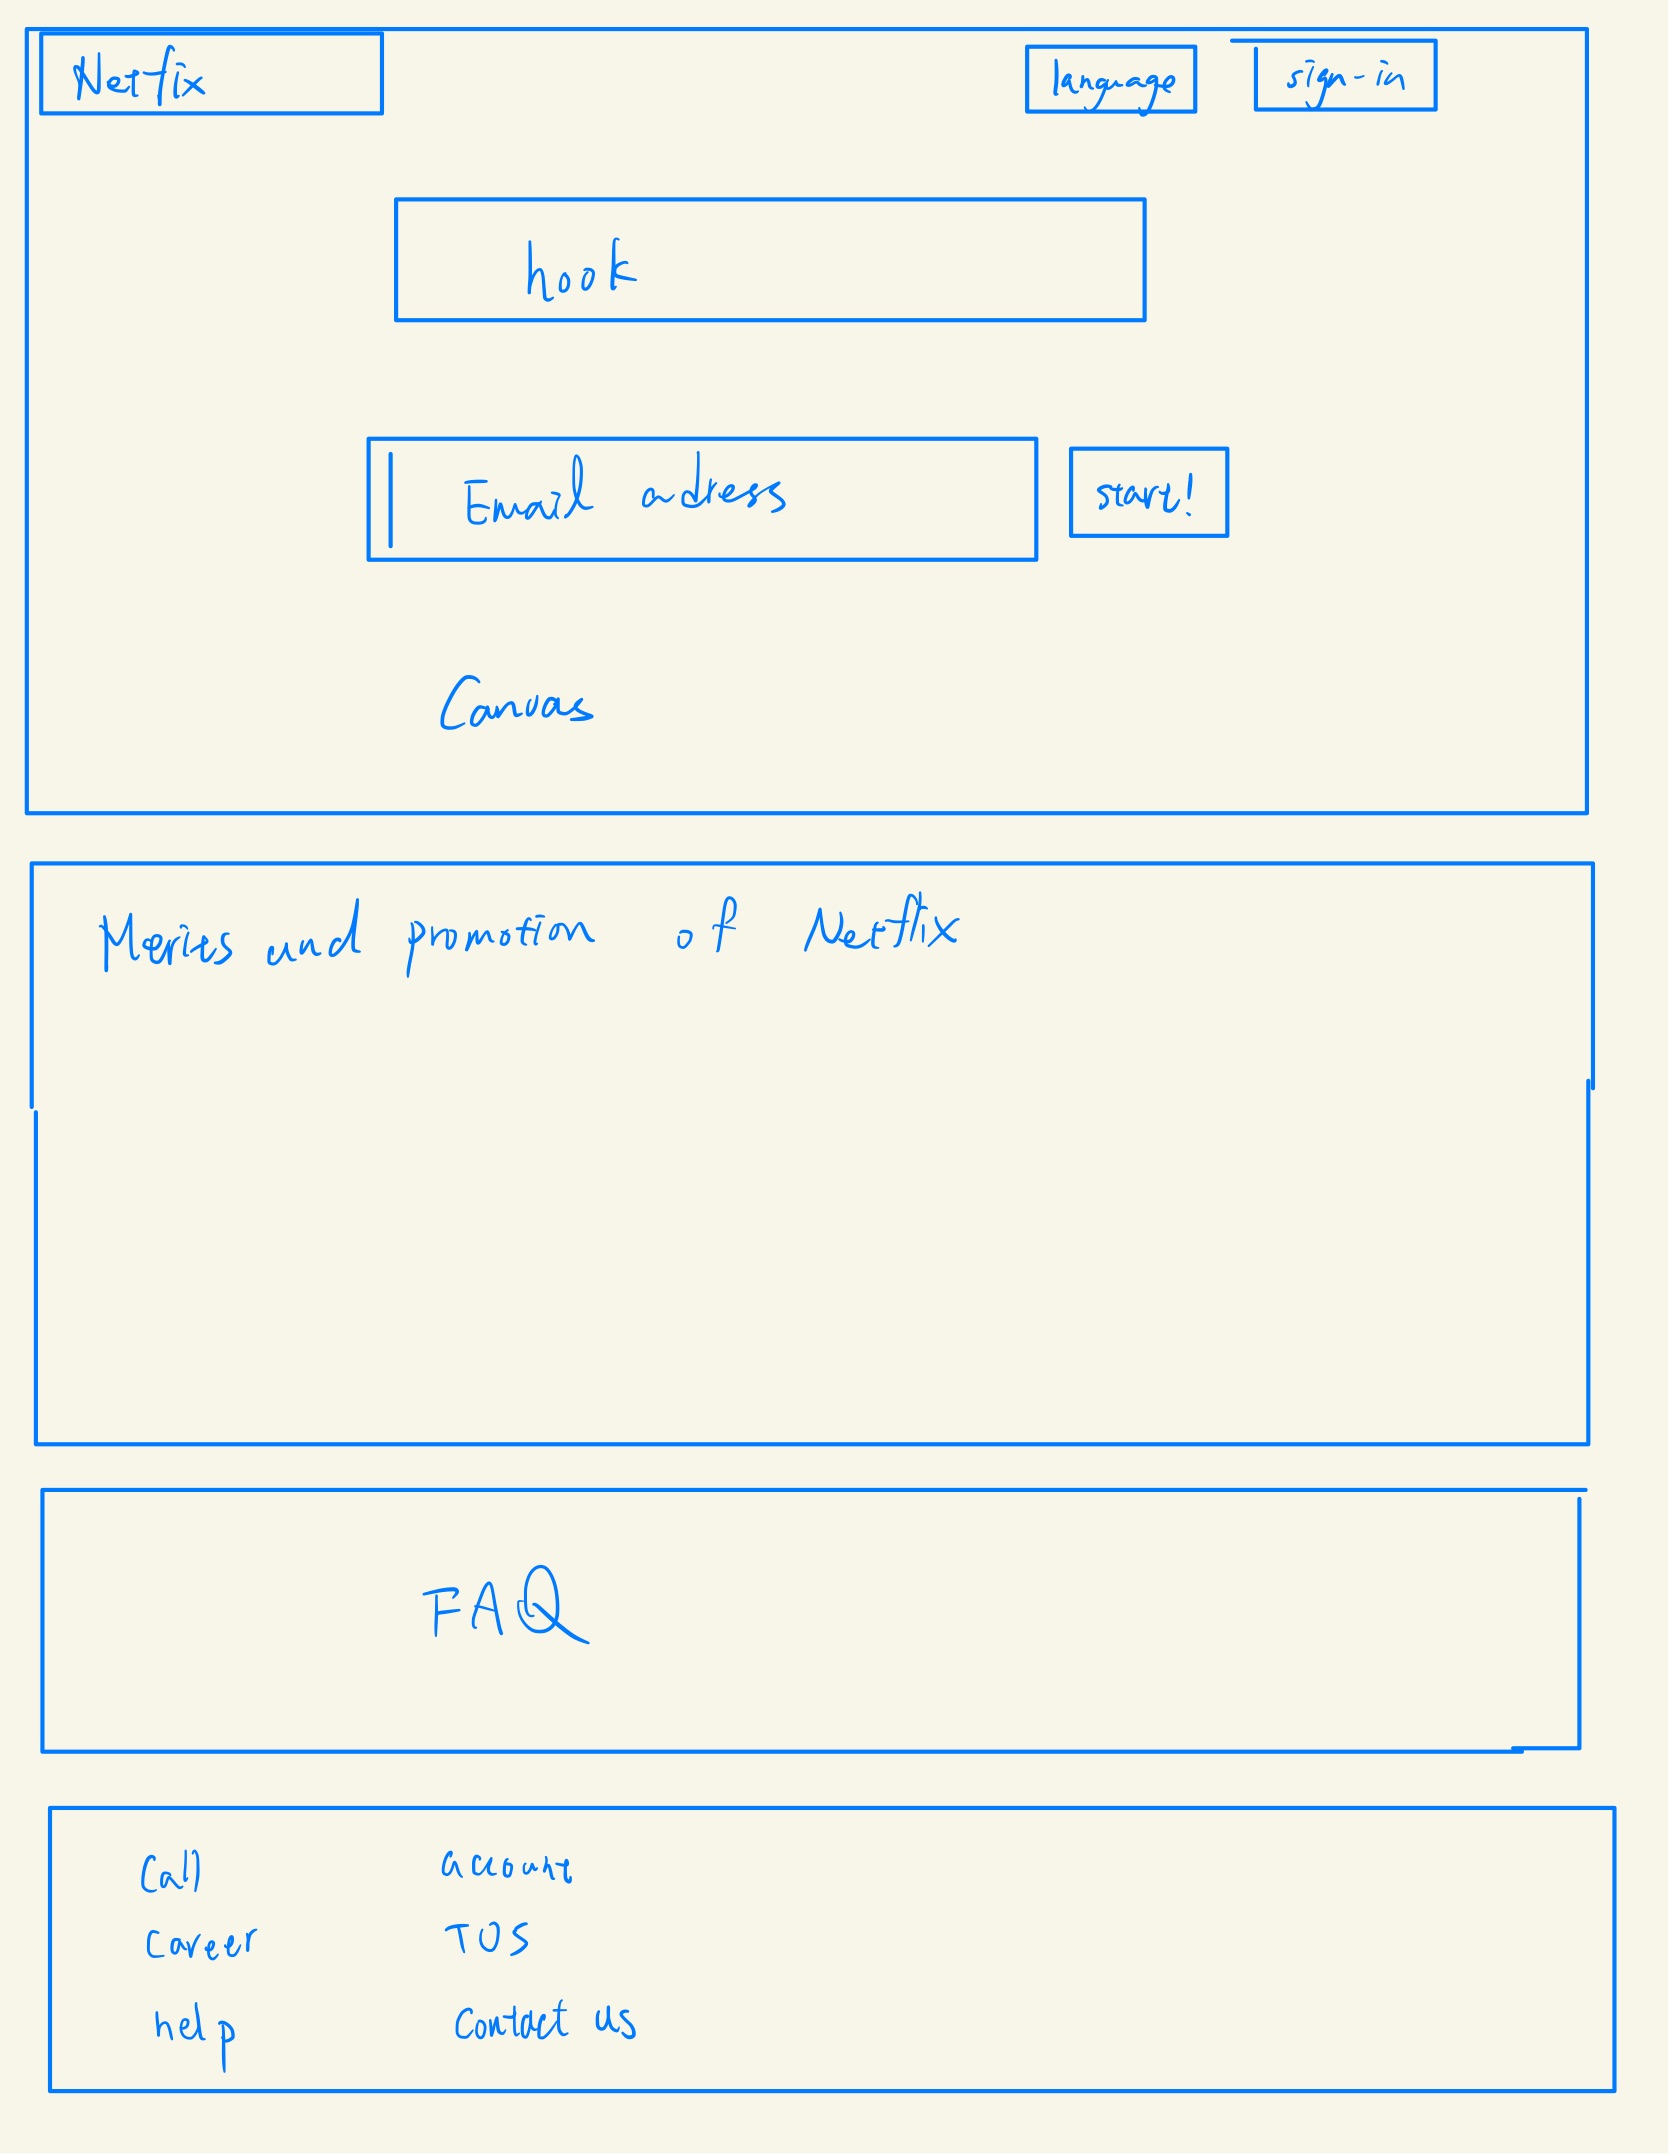 Netfix
language
sign-in
hook
Email adress
start!
Canvas
Merits and promotion of Netflix
FAQ
Call
account
Career
TOS
help
Contact us